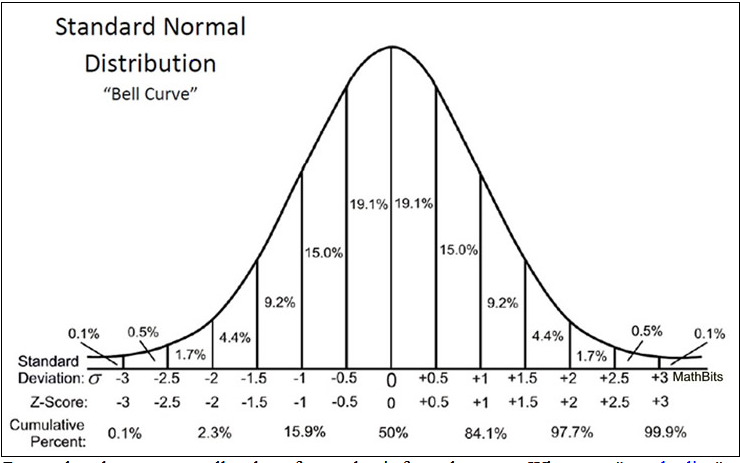 Standard Normal
Distribution
“Bell Curve”
19.1% 19.1%
15.0% 15.0%
9.2% 9.2%
0.1% 0.5% 4.4% 4.4% 0.5% 0.1%
1.7% 1.7%
Standard
Deviation: σ -3 -2.5 -2 -1.5 -1 -0.5 0 +0.5 +1 +1.5 +2 +2.5 +3 MathBits
Z-Score: -3 -2.5 -2 -1.5 -1 -0.5 0 +0.5 +1 +1.5 +2 +2.5 +3
Cumulative
Percent: 0.1% 2.3% 15.9% 50% 84.1% 97.7% 99.9%